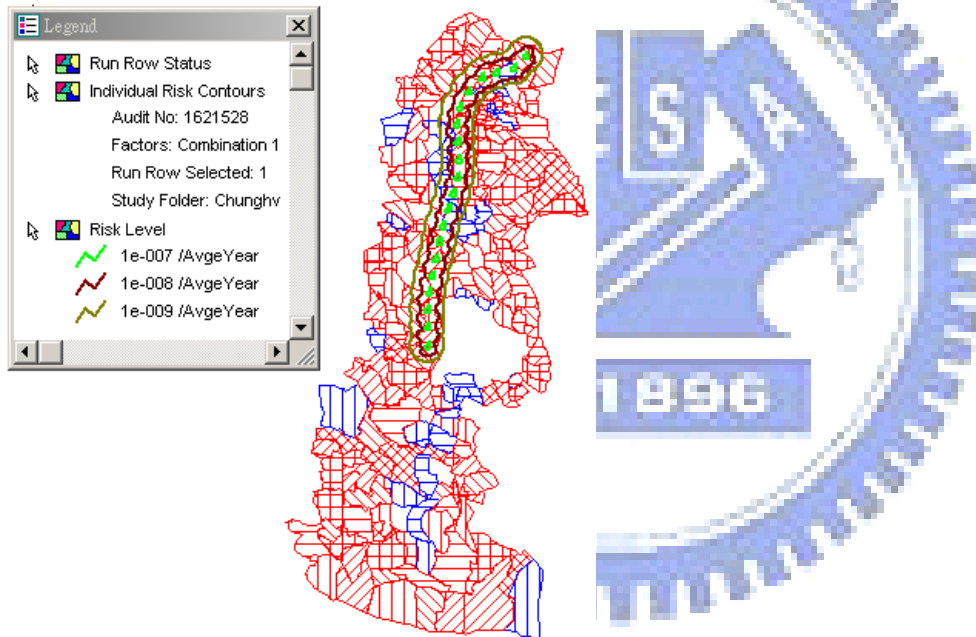 Legend
Run Row Status
Individual Risk Contours
Audit No: 1621528
Factors: Combination 1
Run Row Selected: 1
Study Folder: Chunghv
Risk Level
1e-007 /AvgeYear
1e-008 /AvgeYear
1e-009 /AvgeYear
S A
1896